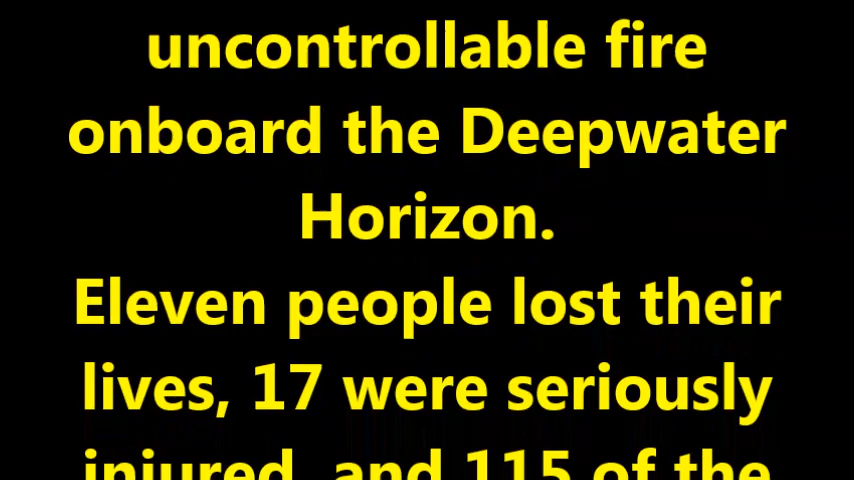 uncontrollable fire
onboard the Deepwater
Horizon.
Eleven people lost their
lives, 17 were seriously
injured, and 115 of the